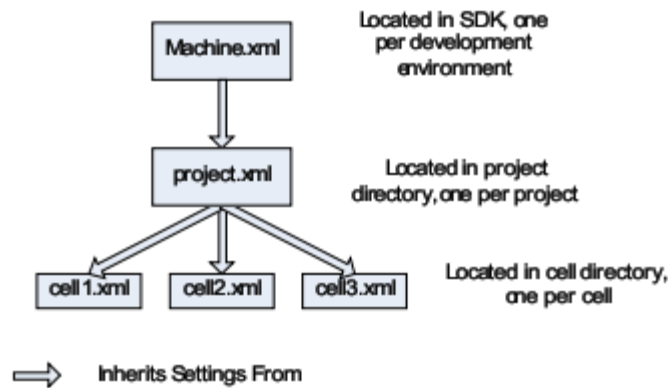 Machine.xml
Located in SDK, one
per development
environment
project.xml
Located in project
directory, one per project
cell1.xml
cell2.xml
cell3.xml
Located in cell directory,
one per cell
Inherits Settings From